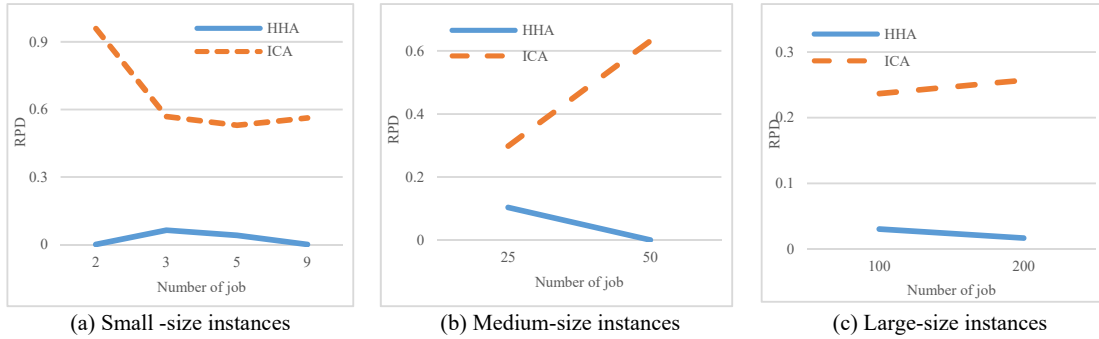 HHA
ICA
0.9
0.6
0.3
0
RPD
2 3 5 9
Number of job
(a) Small -size instances
HHA
ICA
0.6
0.4
0.2
0
RPD
25 50
Number of job
(b) Medium-size instances
HHA
ICA
0.3
0.2
0.1
0
RPD
100 200
Number of job
(c) Large-size instances